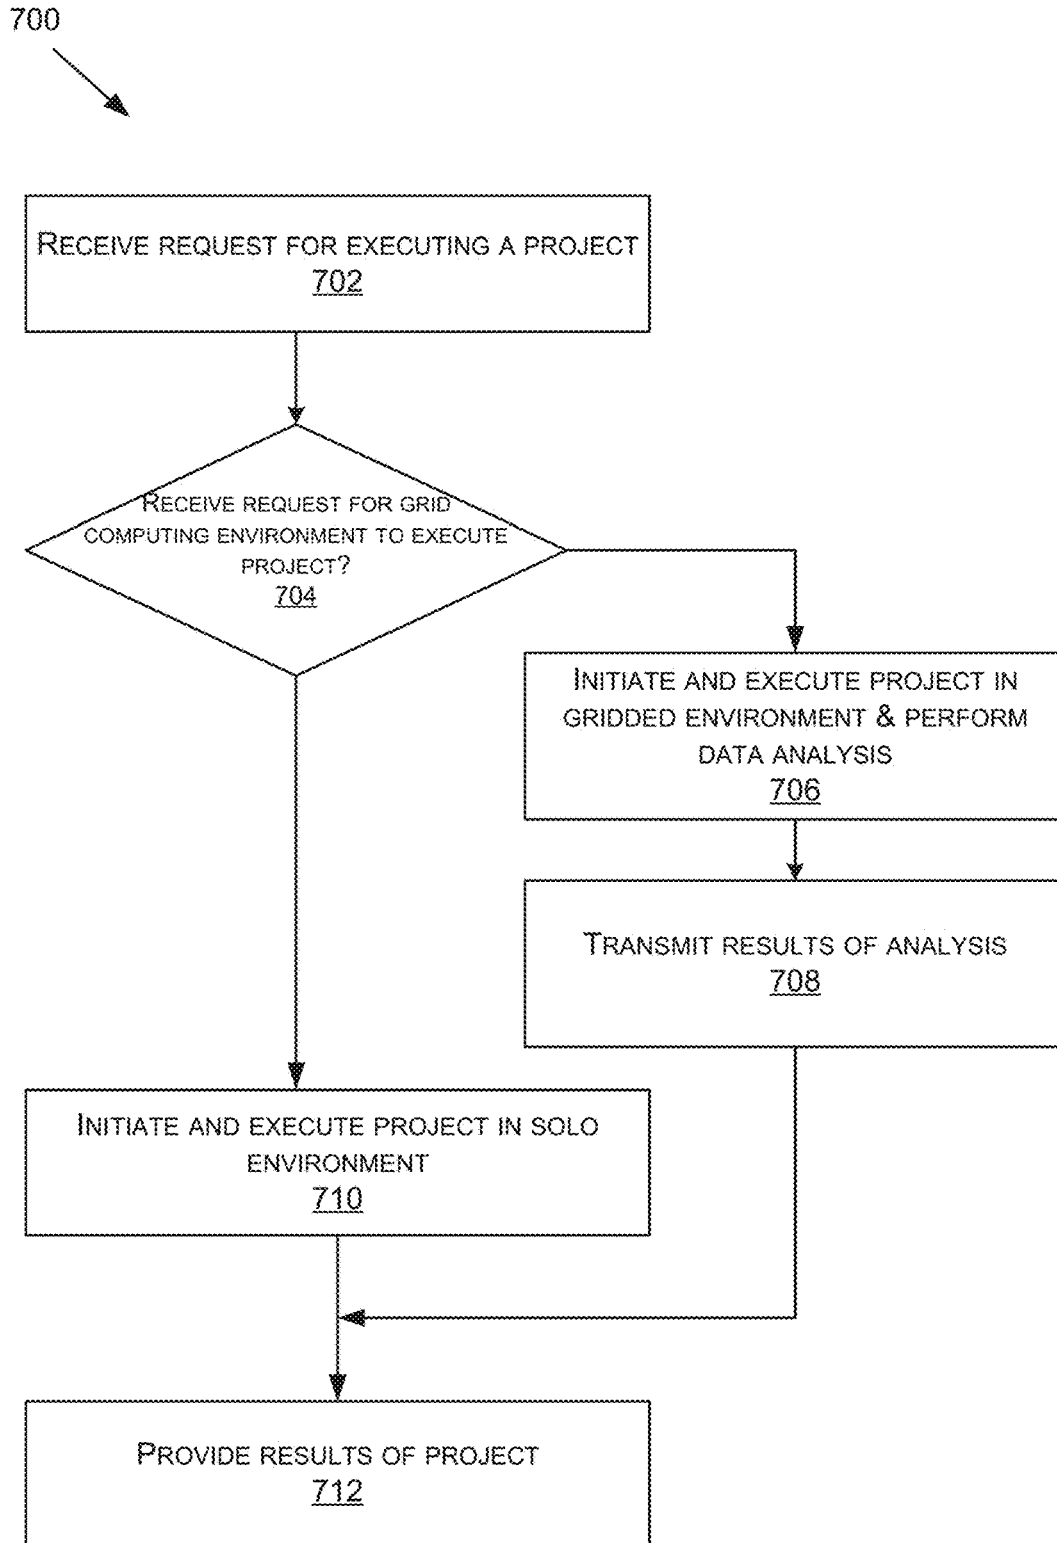 700
RECEIVE REQUEST FOR EXECUTING A PROJECT
702
RECEIVE REQUEST FOR GRID
COMPUTING ENVIRONMENT TO EXECUTE
PROJECT?
704
INITIATE AND EXECUTE PROJECT IN
GRIDDED ENVIRONMENT & PERFORM
DATA ANALYSIS
706
TRANSMIT RESULTS OF ANALYSIS
708
INITIATE AND EXECUTE PROJECT IN SOLO
ENVIRONMENT
710
PROVIDE RESULTS OF PROJECT
712